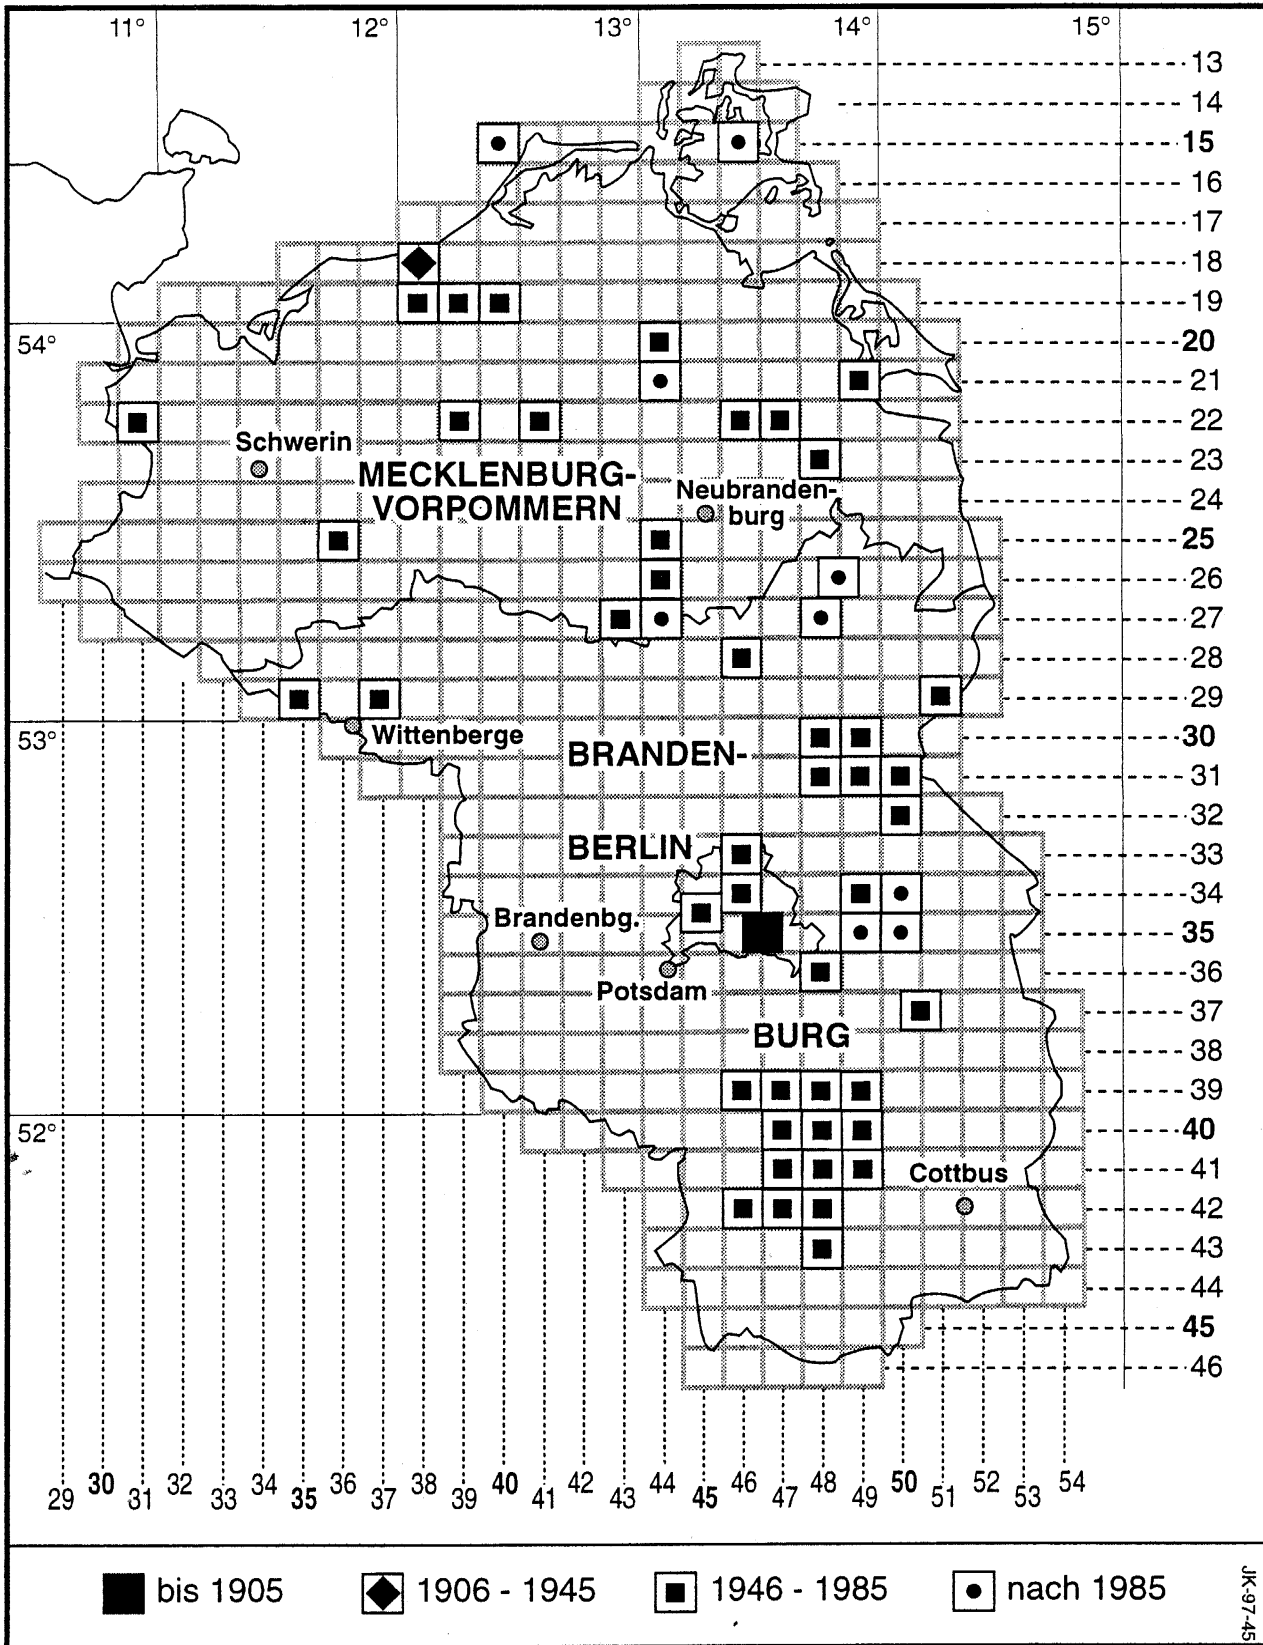 11° 12° 13° 14° 15°
13
14
15
16
17
18
19
54°
20
21
22
Schwerin
23
MECKLENBURG-
VORPOMMERN
Neubranden-
burg
24
25
26
27
28
29
53°
Wittenberge
30
BRANDEN-
31
32
BERLIN
33
34
Brandenbg.
35
36
Potsdam
37
BURG
38
39
52°
40
41
Cottbus
42
43
44
45
46
29 30 31 32 33 34 35 36 37 38 39 40 41 42 43 44 45 46 47 48 49 50 51 52 53 54
bis 1905 1906 - 1945 1946 - 1985 nach 1985
JK-97-45